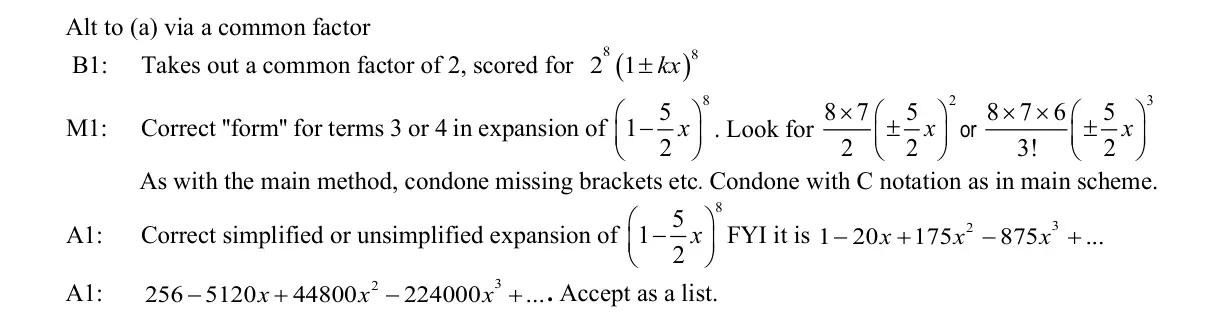 Alt to (a) via a common factor
B1: Takes out a common factor of 2, scored for 2^8 (1 ± kx)^8
M1: Correct "form" for terms 3 or 4 in expansion of (1 − 5/2 x)^8 . Look for (8×7)/2 (± 5/2 x)^2 or (8×7×6)/3! (± 5/2 x)^3
As with the main method, condone missing brackets etc. Condone with C notation as in main scheme.
A1: Correct simplified or unsimplified expansion of (1 − 5/2 x)^8 FYI it is 1 − 20x + 175x^2 − 875x^3 + ...
A1: 256 − 5120x + 44800x^2 − 224000x^3 + .... Accept as a list.